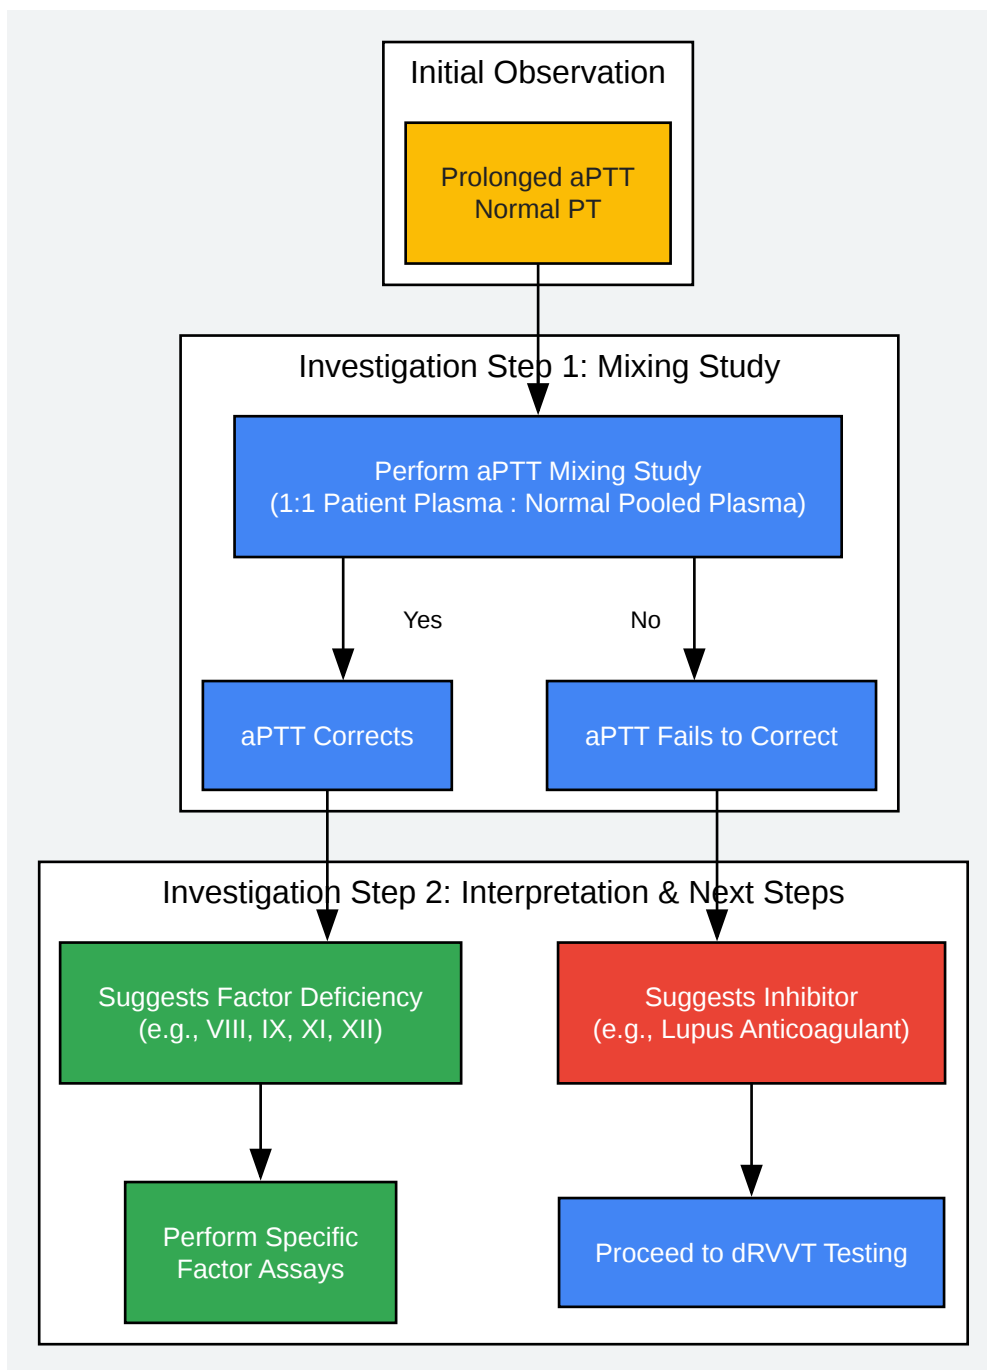 Initial Observation
Prolonged aPTT
Normal PT
Investigation Step 1: Mixing Study
Perform aPTT Mixing Study
(1:1 Patient Plasma : Normal Pooled Plasma)
Yes
No
aPTT Corrects
aPTT Fails to Correct
Investigation Step 2: Interpretation & Next Steps
Suggests Factor Deficiency
(e.g., VIII, IX, XI, XII)
Suggests Inhibitor
(e.g., Lupus Anticoagulant)
Perform Specific
Factor Assays
Proceed to dRVVT Testing